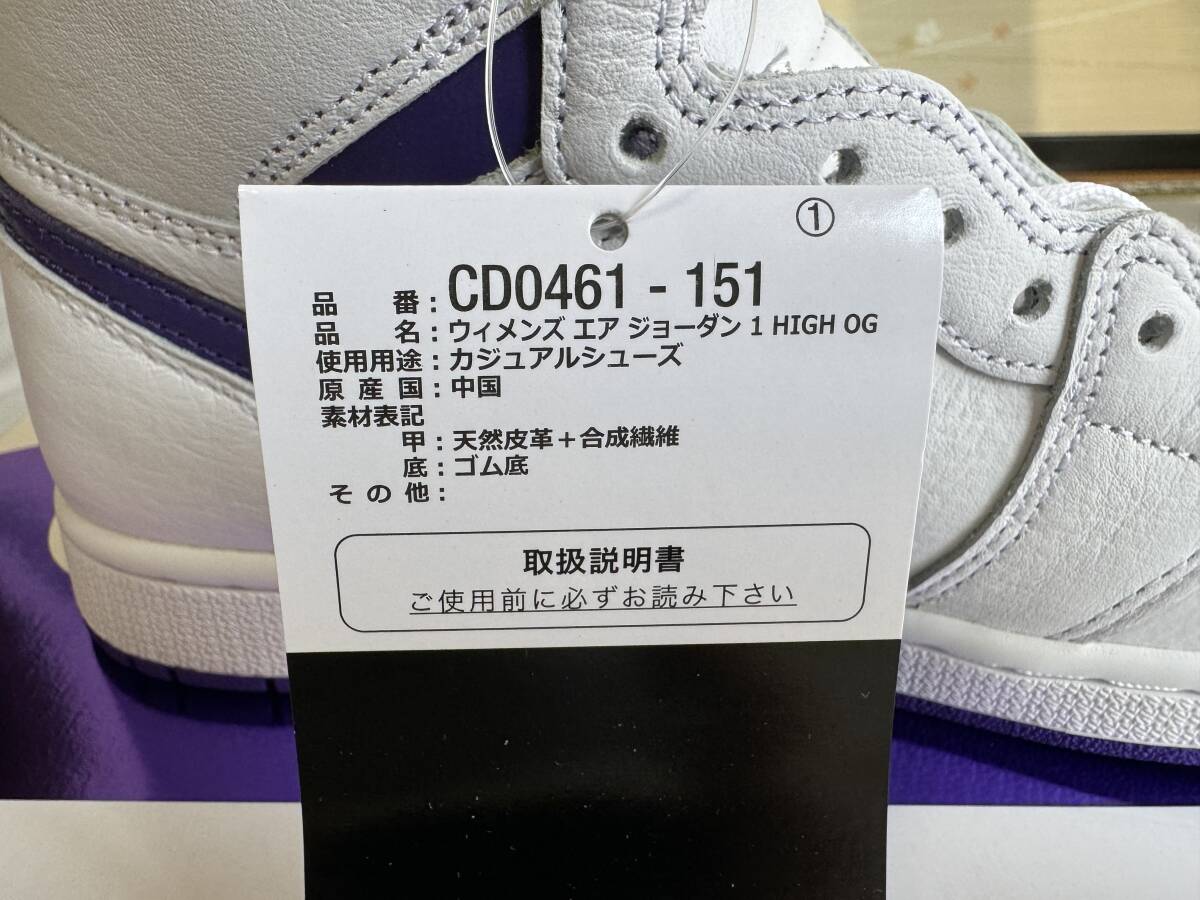 ①
品番：CD0461 - 151
品名：ウィメンズ エア ジョーダン 1 HIGH OG
使用用途：カジュアルシューズ
原産国：中国
素材表記
甲：天然皮革＋合成繊維
底：ゴム底
その他：
取扱説明書
ご使用前に必ずお読み下さい